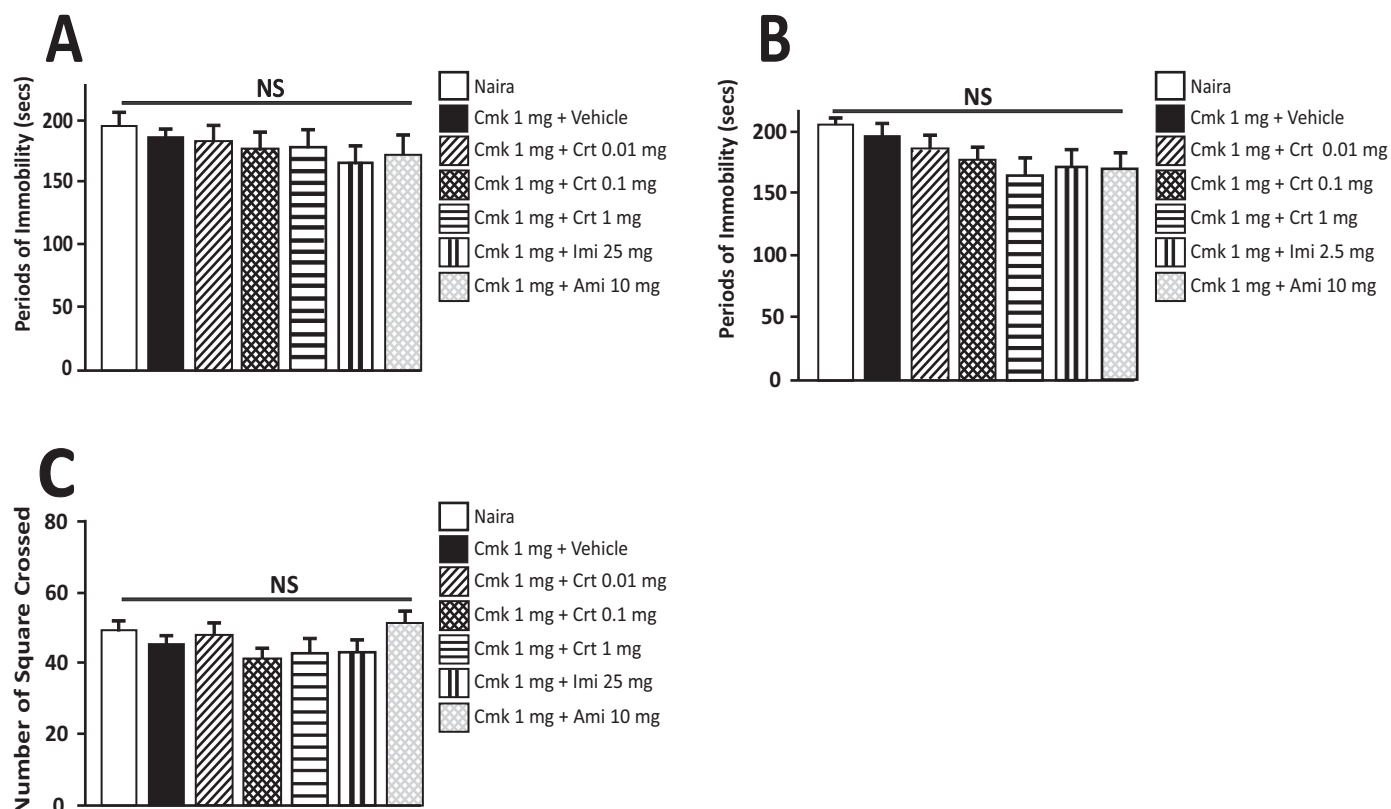 A
Periods of Immobility (secs)
200
150
100
50
0
NS
Naira
Cmk 1 mg + Vehicle
Cmk 1 mg + Crt 0.01 mg
Cmk 1 mg + Crt 0.1 mg
Cmk 1 mg + Crt 1 mg
Cmk 1 mg + Imi 25 mg
Cmk 1 mg + Ami 10 mg
B
Periods of Immobility (secs)
200
150
100
50
0
NS
Naira
Cmk 1 mg + Vehicle
Cmk 1 mg + Crt 0.01 mg
Cmk 1 mg + Crt 0.1 mg
Cmk 1 mg + Crt 1 mg
Cmk 1 mg + Imi 2.5 mg
Cmk 1 mg + Ami 10 mg
C
Number of Square Crossed
80
60
40
20
0
NS
Naira
Cmk 1 mg + Vehicle
Cmk 1 mg + Crt 0.01 mg
Cmk 1 mg + Crt 0.1 mg
Cmk 1 mg + Crt 1 mg
Cmk 1 mg + Imi 25 mg
Cmk 1 mg + Ami 10 mg